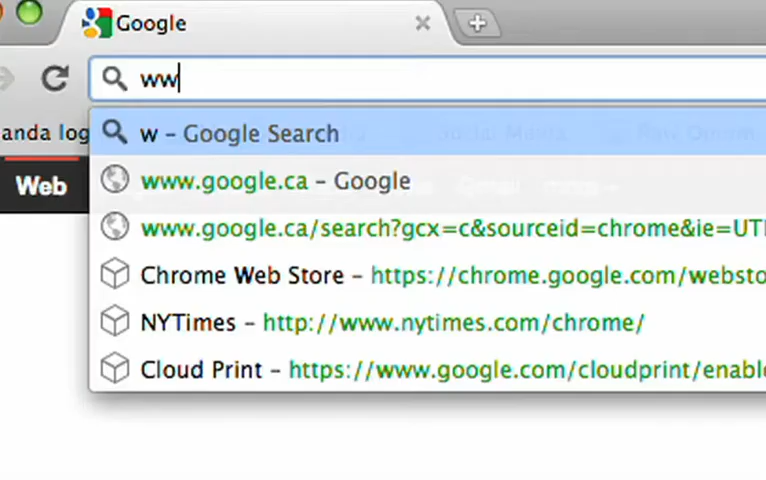 Google
ww
anda log
w – Google Search
Web
www.google.ca – Google
www.google.ca/search?gcx=c&sourceid=chrome&ie=UT
Chrome Web Store – https://chrome.google.com/websto
NYTimes – http://www.nytimes.com/chrome/
Cloud Print – https://www.google.com/cloudprint/enabl